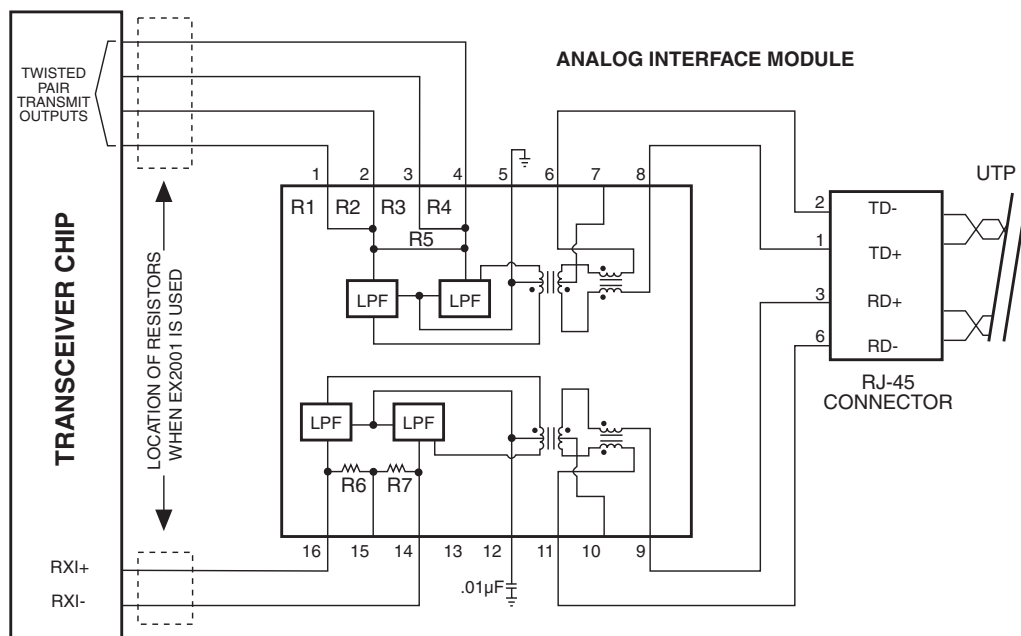 ANALOG INTERFACE MODULE
TWISTED
PAIR
TRANSMIT
OUTPUTS
TRANSCEIVER CHIP
LOCATION OF RESISTORS
WHEN EX2001 IS USED
1 2 3 4 5 6 7 8
R1 R2 R3 R4
R5
LPF LPF
LPF LPF
R6 R7
16 15 14 13 12 11 10 9
.01µF
RXI+
RXI-
UTP
2 TD-
1 TD+
3 RD+
6 RD-
RJ-45
CONNECTOR